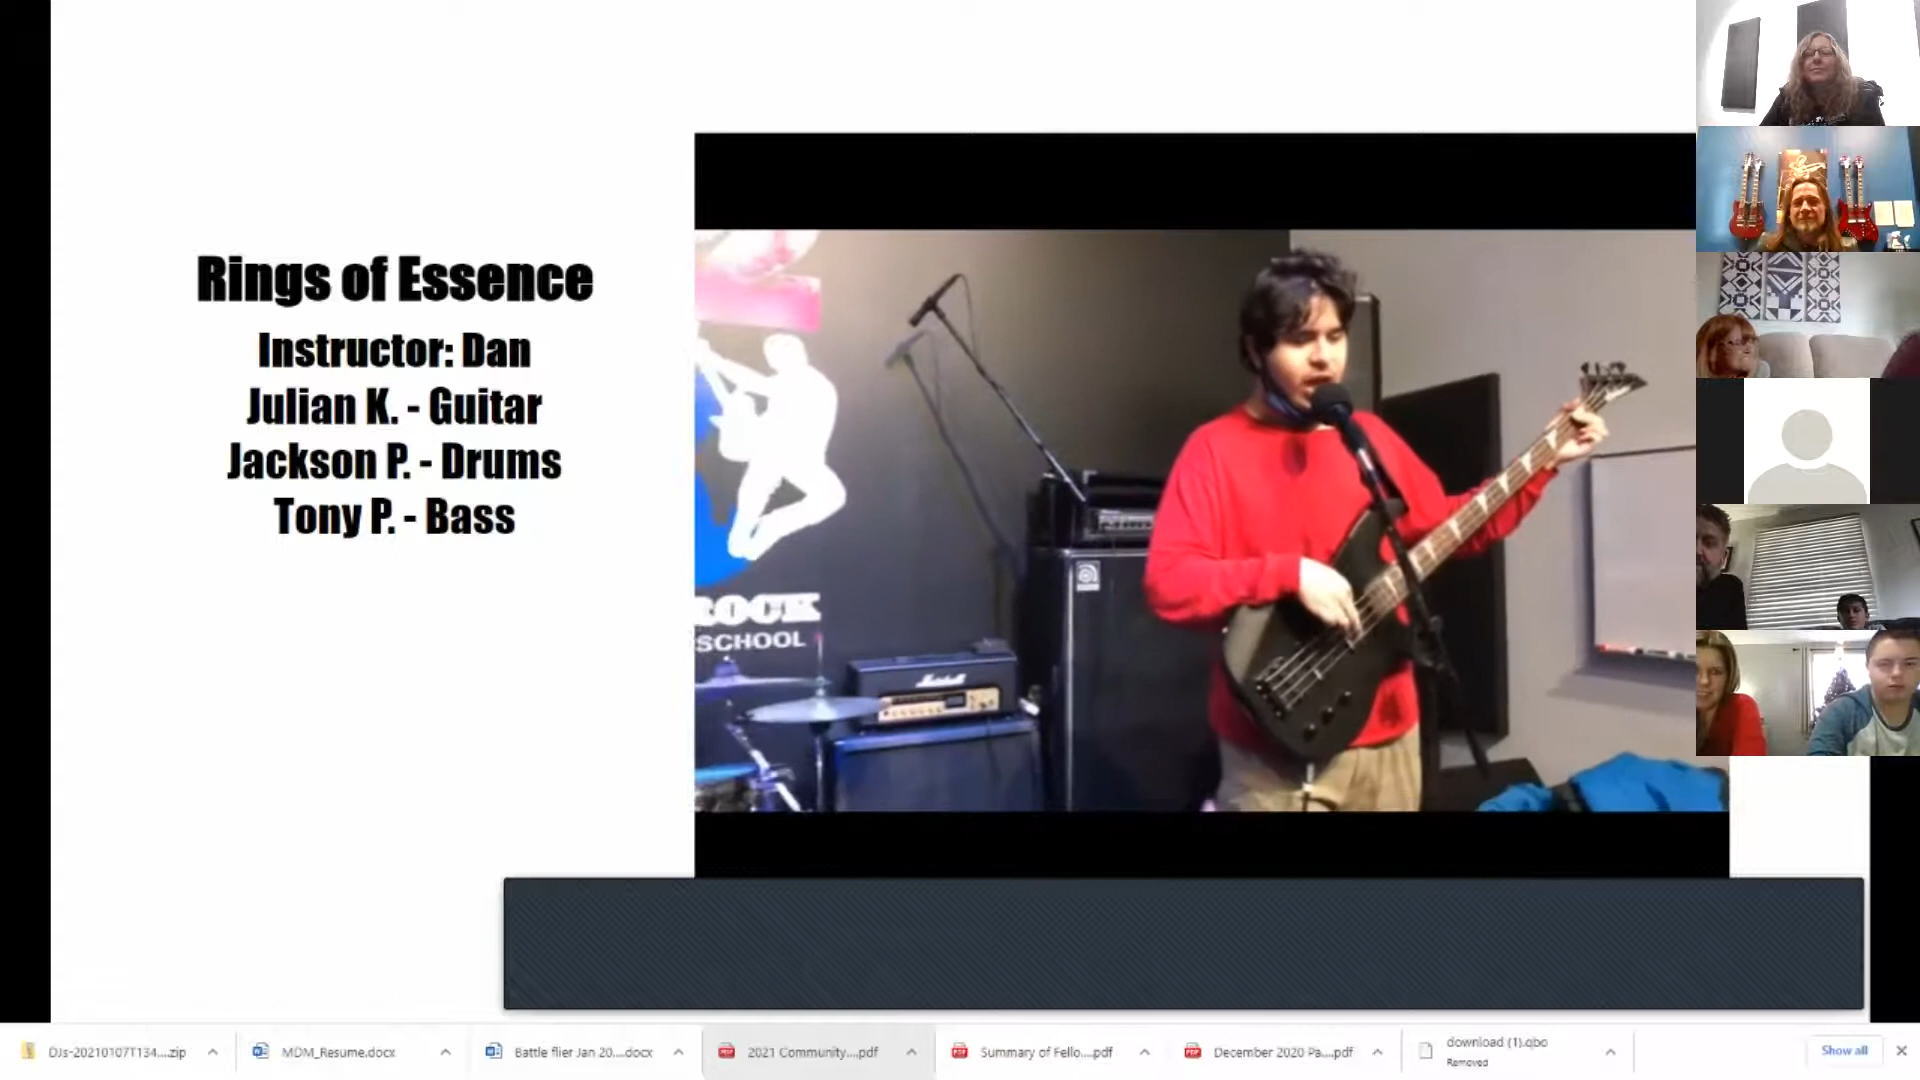 Rings of Essence
Instructor: Dan
Julian K. - Guitar
Jackson P. - Drums
Tony P. - Bass
ROCK
SCHOOL
Marshall
DJs-20210107T134....zip
MDM_Resume.docx
Battle flier Jan 20....docx
2021 Community....pdf
Summary of Fello....pdf
December 2020 Pa....pdf
download (1).qbo
Removed
Show all